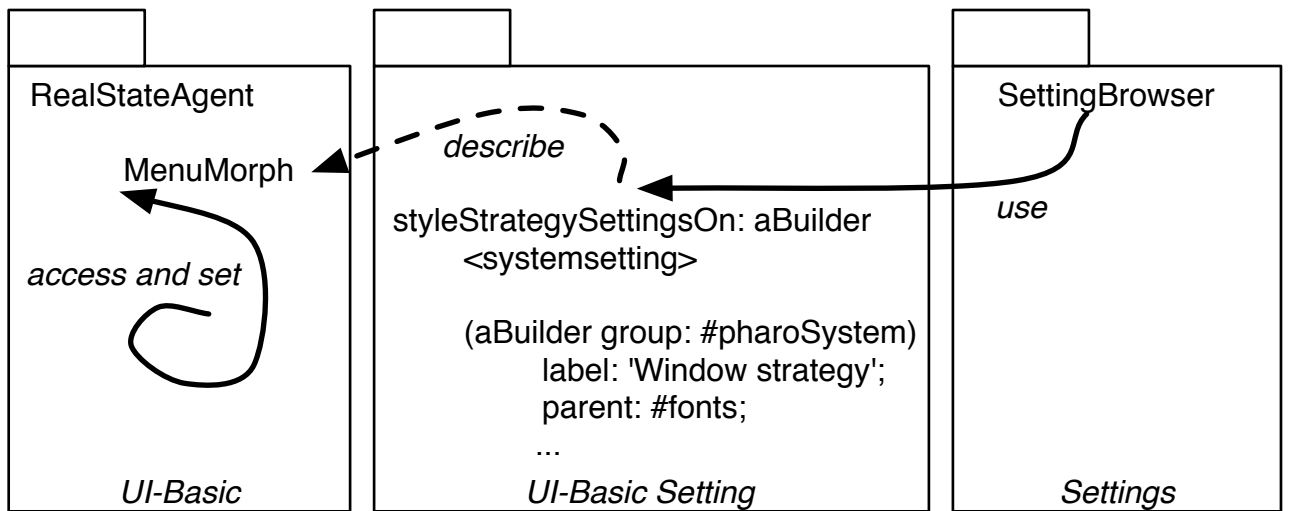 RealStateAgent
MenuMorph
access and set
UI-Basic
describe
styleStrategySettingsOn: aBuilder
<systemsetting>
(aBuilder group: #pharoSystem)
label: 'Window strategy';
parent: #fonts;
...
UI-Basic Setting
SettingBrowser
use
Settings